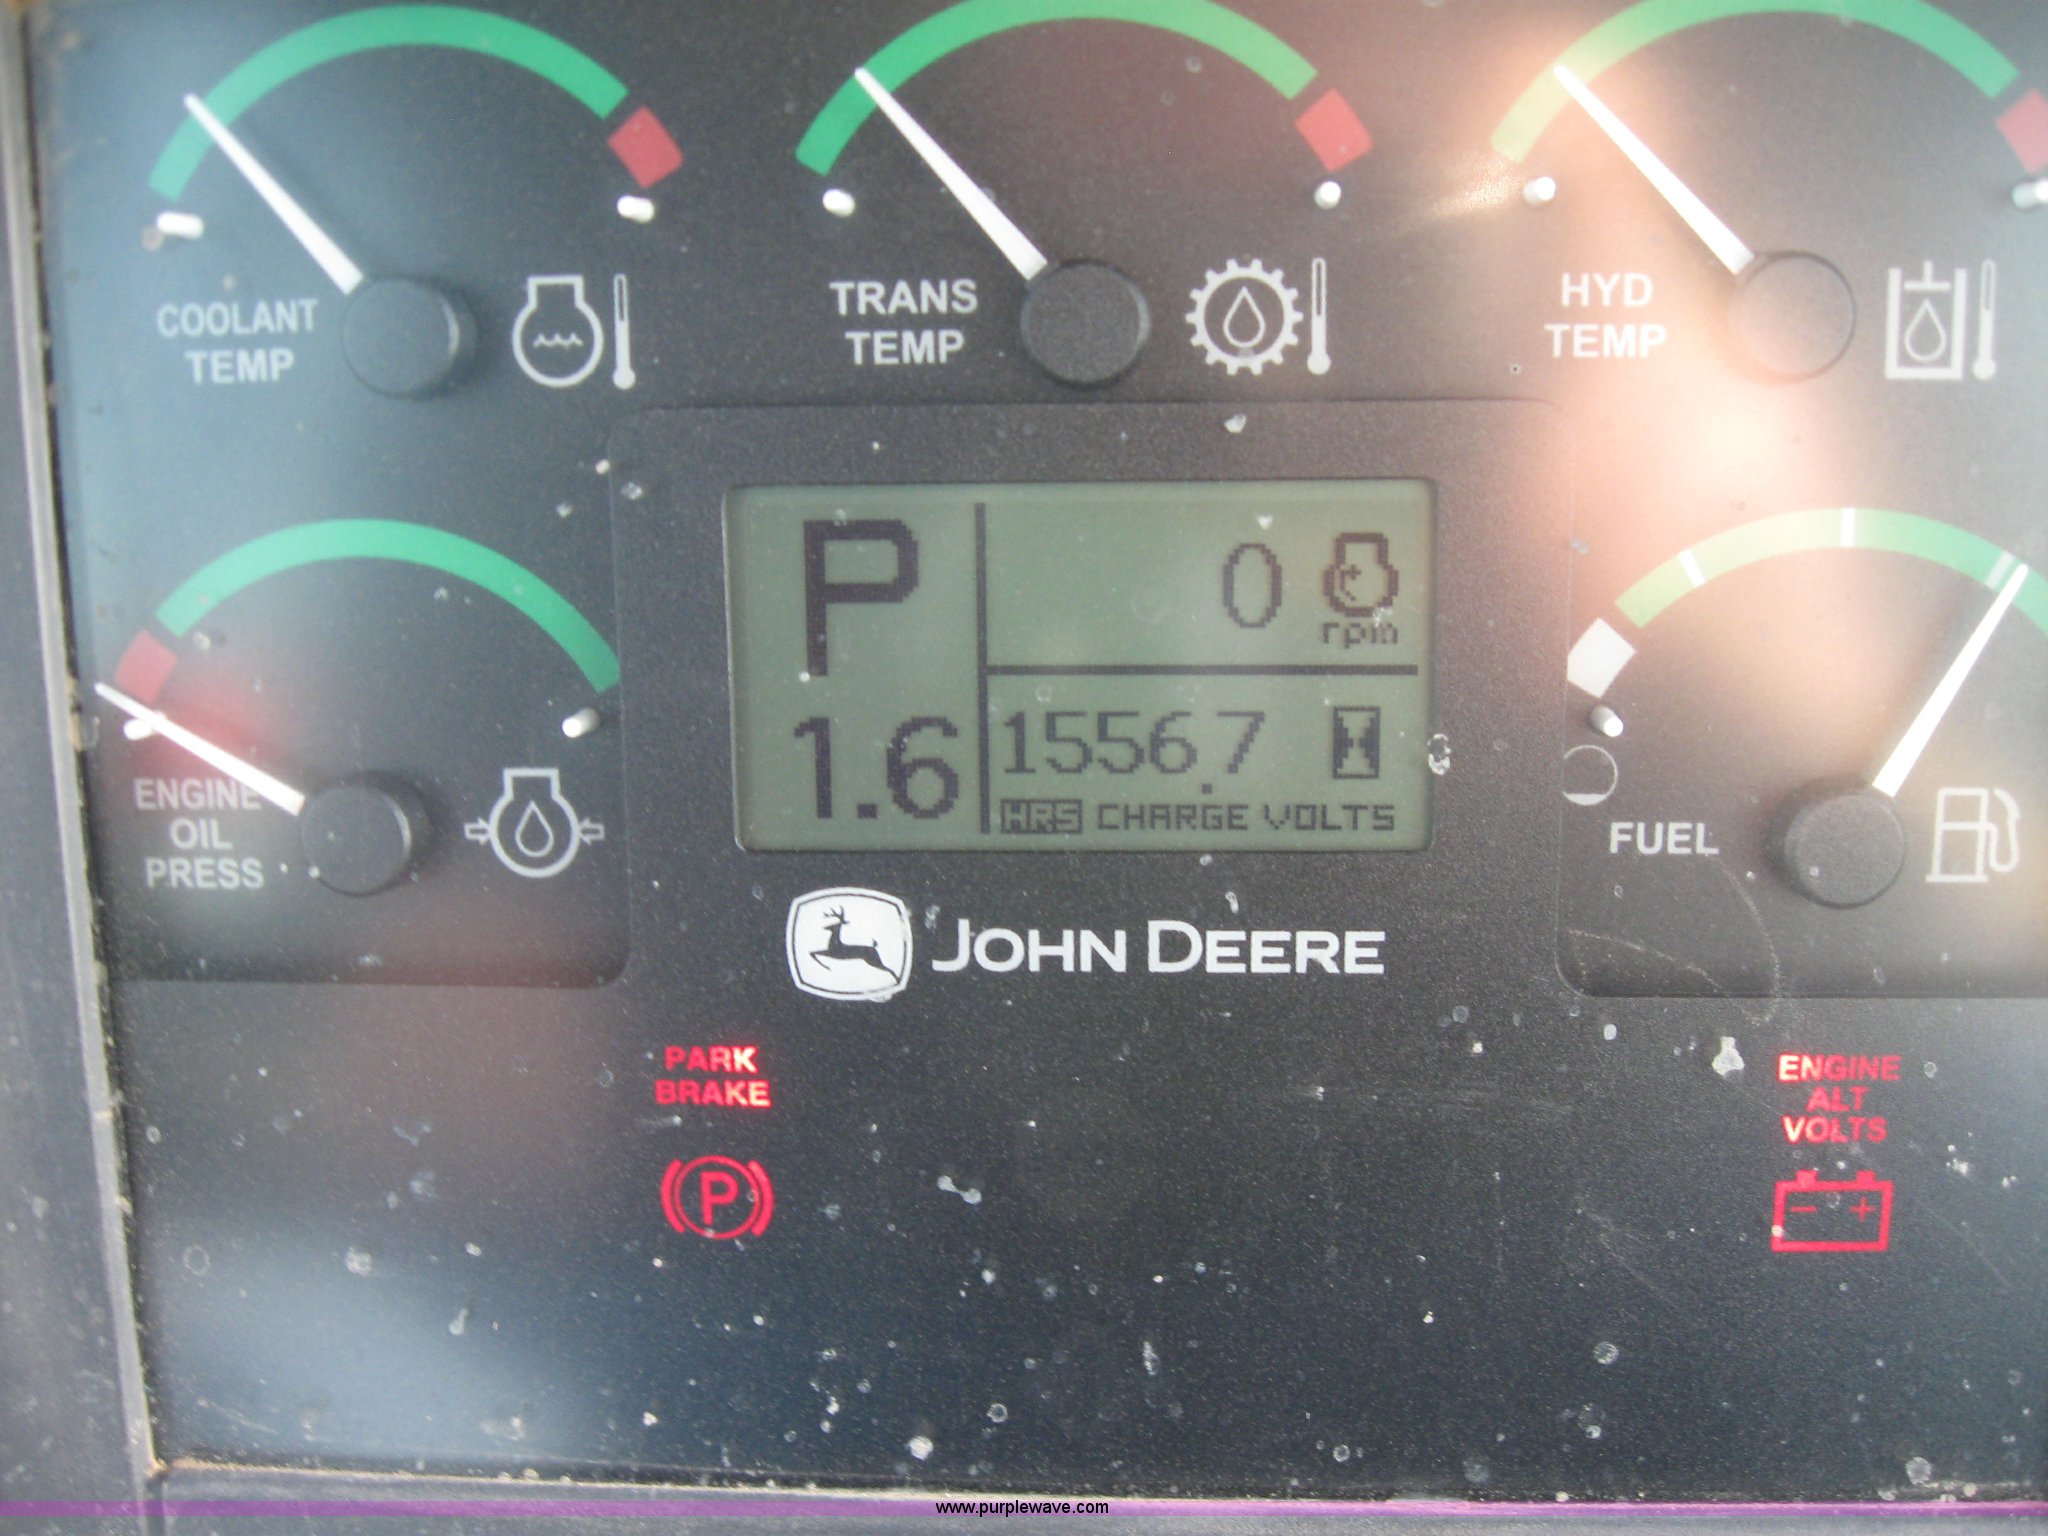 COOLANT
TEMP
TRANS
TEMP
HYD
TEMP
P
0
rpm
1.6
15556.7
HRS CHARGE VOLTS
ENGINE
OIL
PRESS
FUEL
JOHN DEERE
PARK
BRAKE
P
ENGINE
ALT
VOLTS
- +
www.purplewave.com